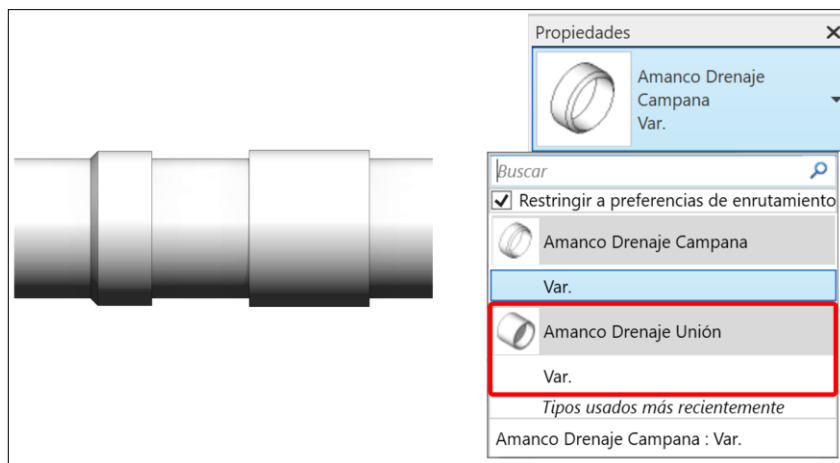 Propiedades
Amanco Drenaje
Campana
Var.
Buscar
Restringir a preferencias de enrutamiento
Amanco Drenaje Campana
Var.
Amanco Drenaje Unión
Var.
Tipos usados más recientemente
Amanco Drenaje Campana : Var.